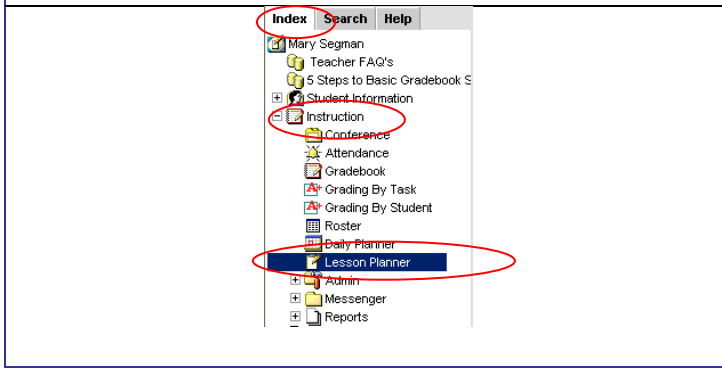 Index Search Help
Mary Segman
Teacher FAQ's
5 Steps to Basic Gradebook S
Student Information
Instruction
Conference
Attendance
Gradebook
Grading By Task
Grading By Student
Roster
Daily Planner
Lesson Planner
Admin
Messenger
Reports